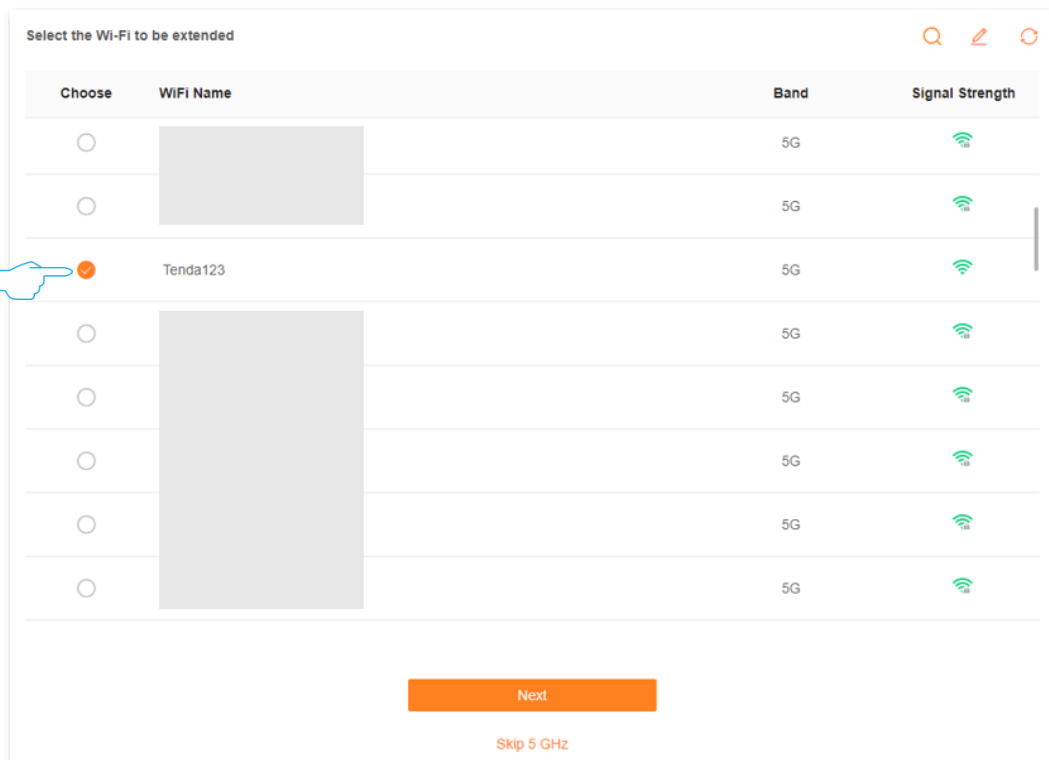 Select the Wi-Fi to be extended
Choose WiFi Name Band Signal Strength
5G
5G
Tenda123 5G
5G
5G
5G
5G
5G
Next
Skip 5 GHz